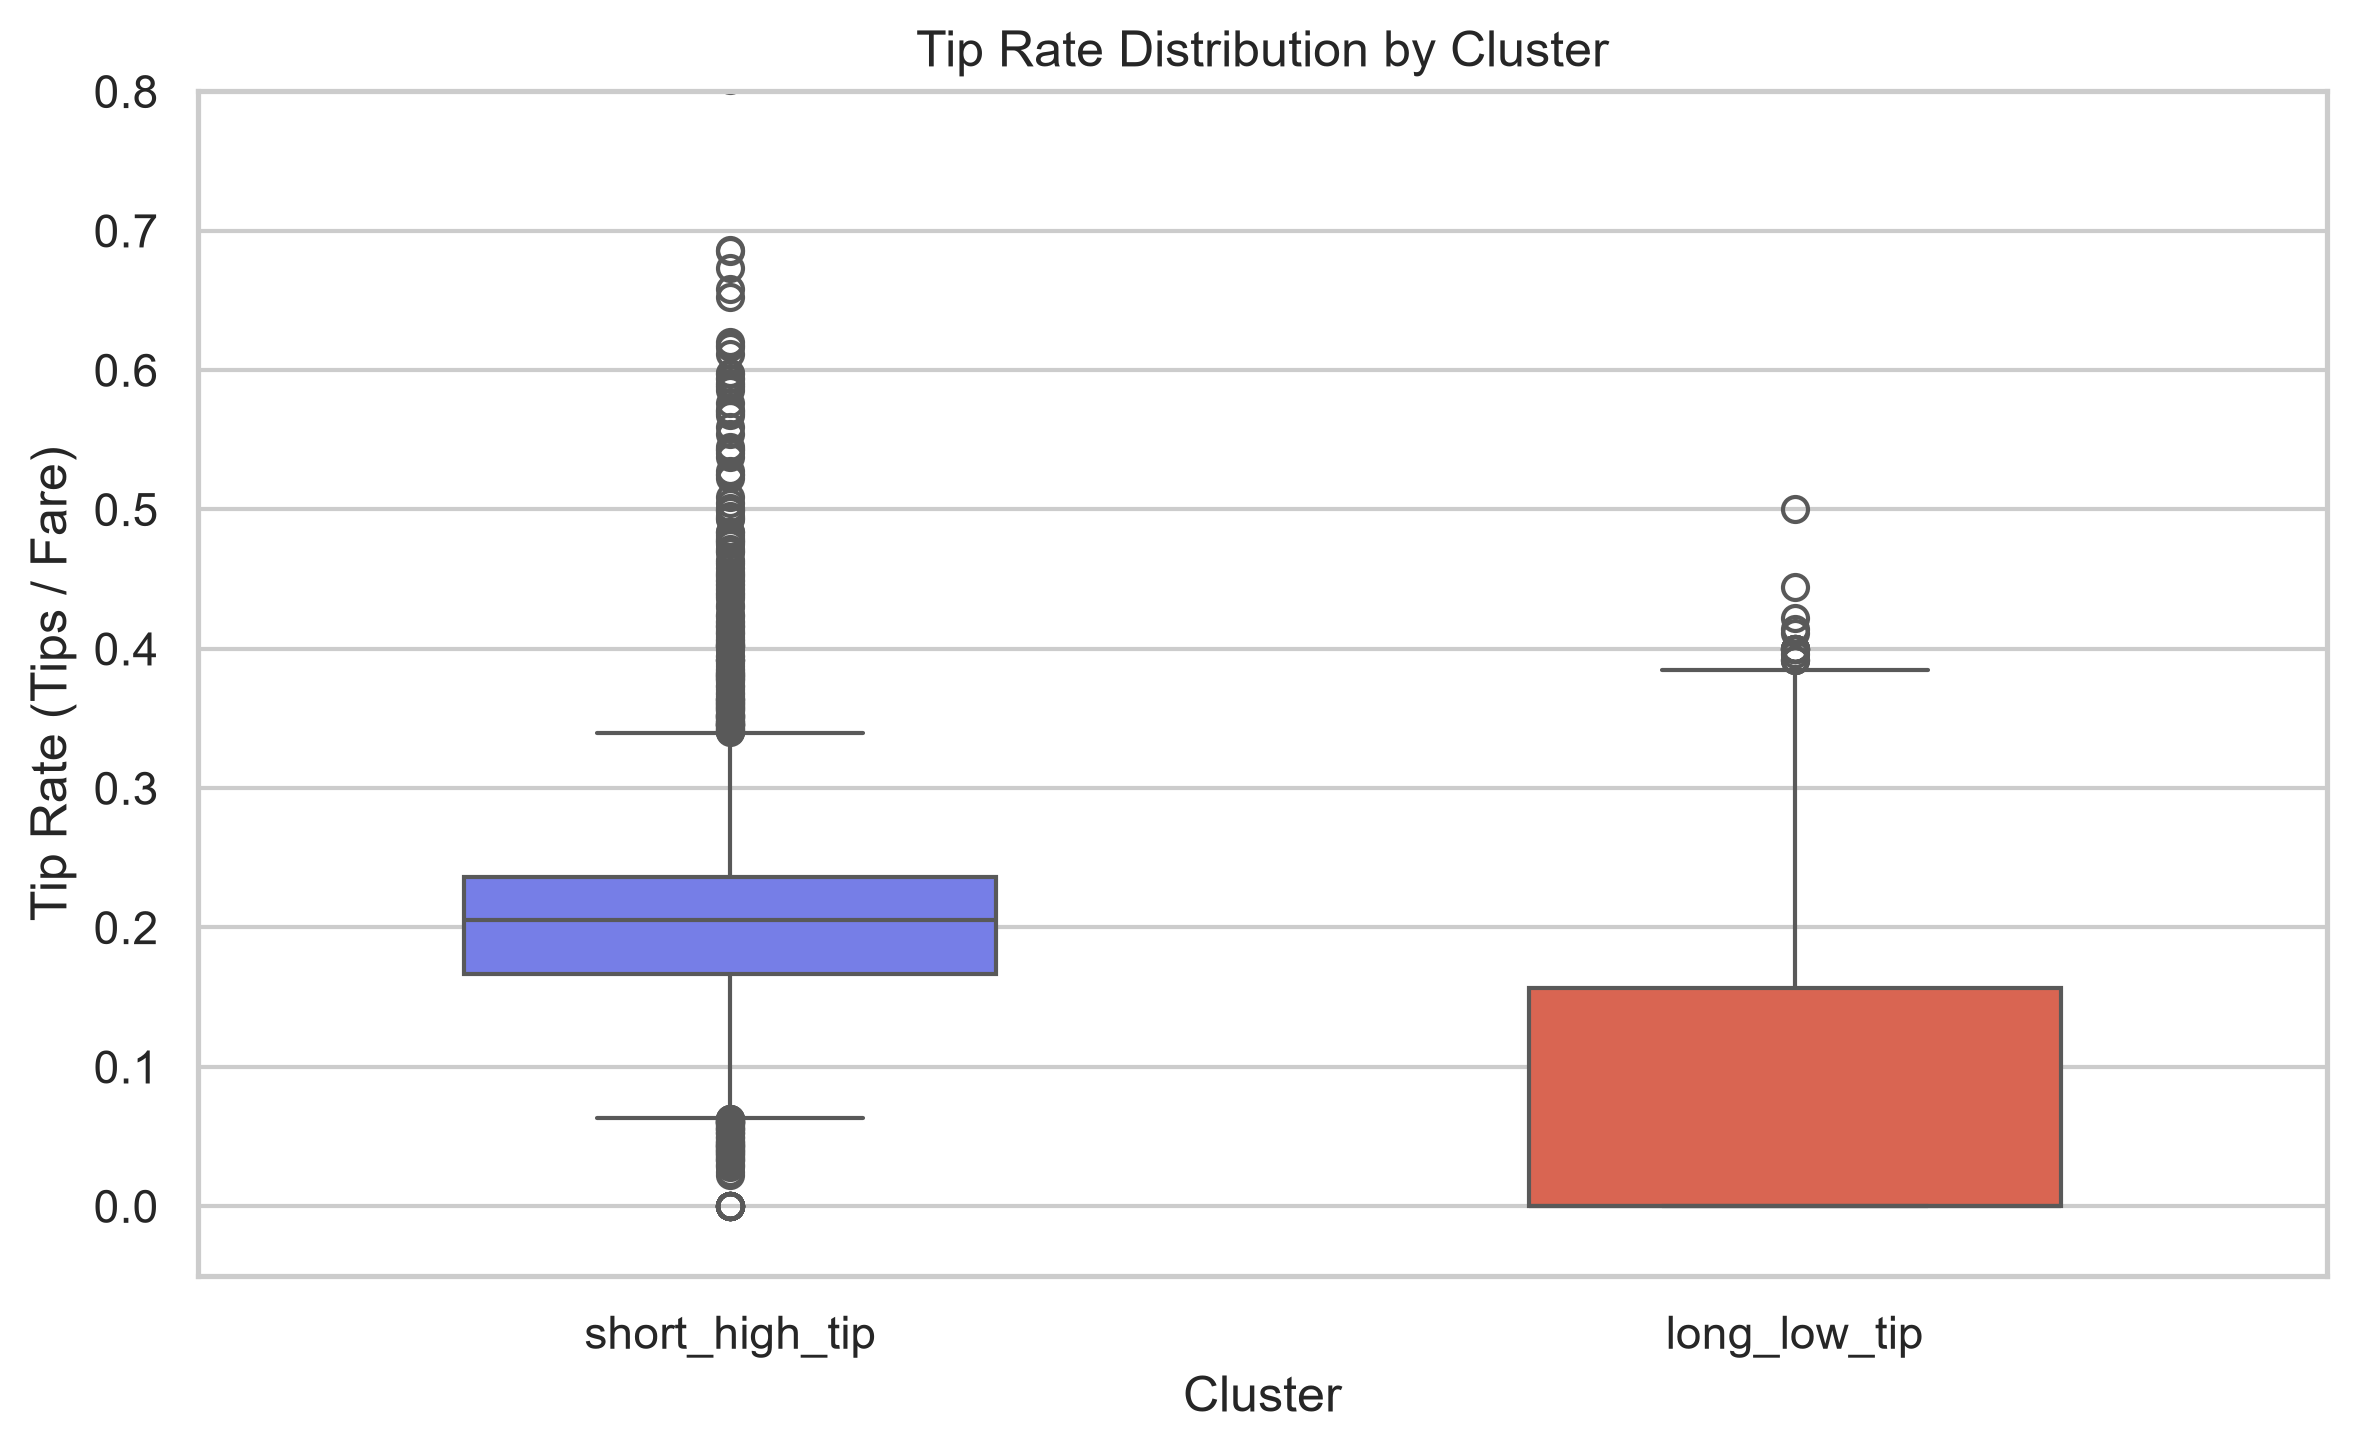 Tip Rate Distribution by Cluster
Tip Rate (Tips / Fare)
0.8
0.7
0.6
0.5
0.4
0.3
0.2
0.1
0.0
short_high_tip
long_low_tip
Cluster